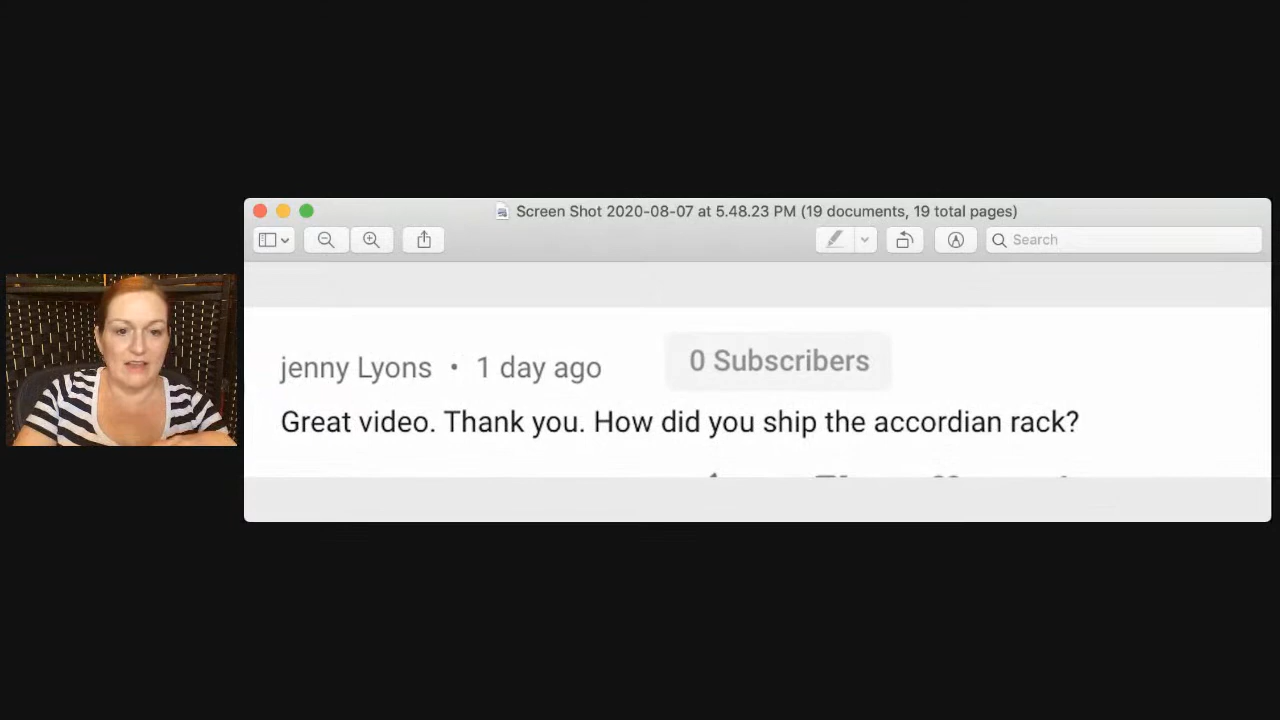 Screen Shot 2020-08-07 at 5.48.23 PM (19 documents, 19 total pages)
Search
jenny Lyons • 1 day ago 0 Subscribers
Great video. Thank you. How did you ship the accordian rack?